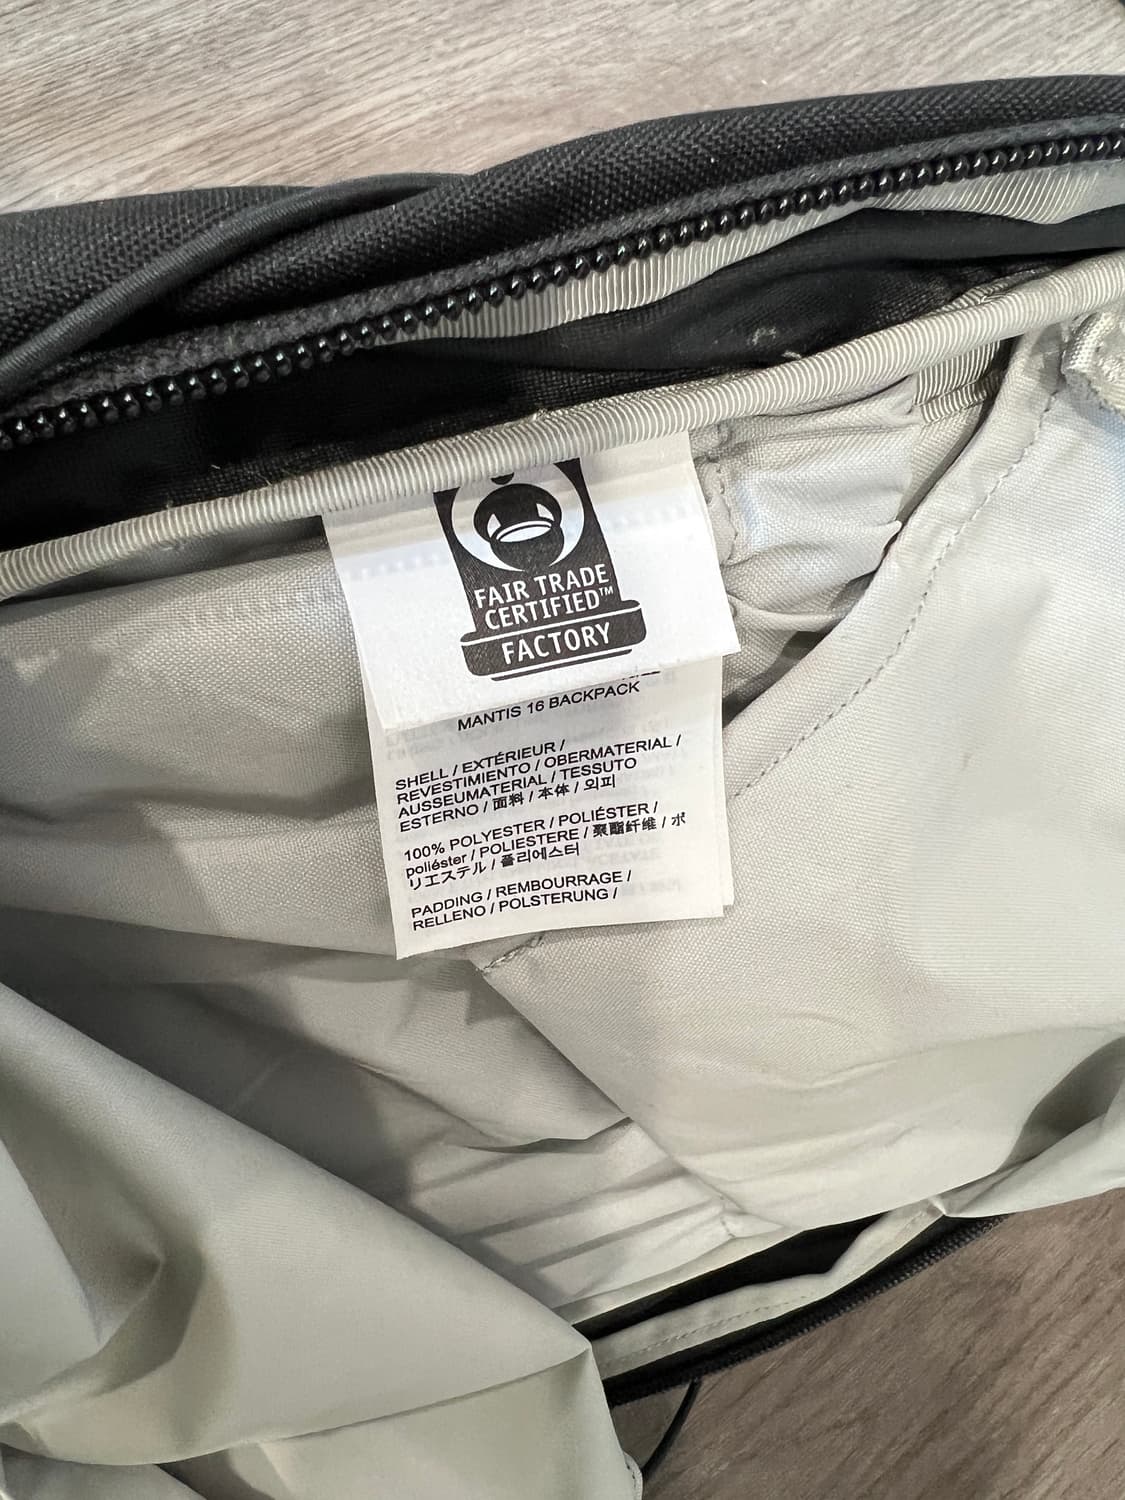 FAIR TRADE
CERTIFIED™
FACTORY
MANTIS 16 BACKPACK
SHELL / EXTÉRIEUR /
REVESTIMIENTO / OBERMATERIAL /
AUSSEUMATERIAL / TESSUTO
ESTERNO / 面料 / 本体 / 외피
100% POLYESTER / POLIÉSTER /
poliéster / POLIESTERE / 聚酯纤维 / ポ
リエステル / 폴리에스터
PADDING / REMBOURRAGE /
RELLENO / POLSTERUNG /